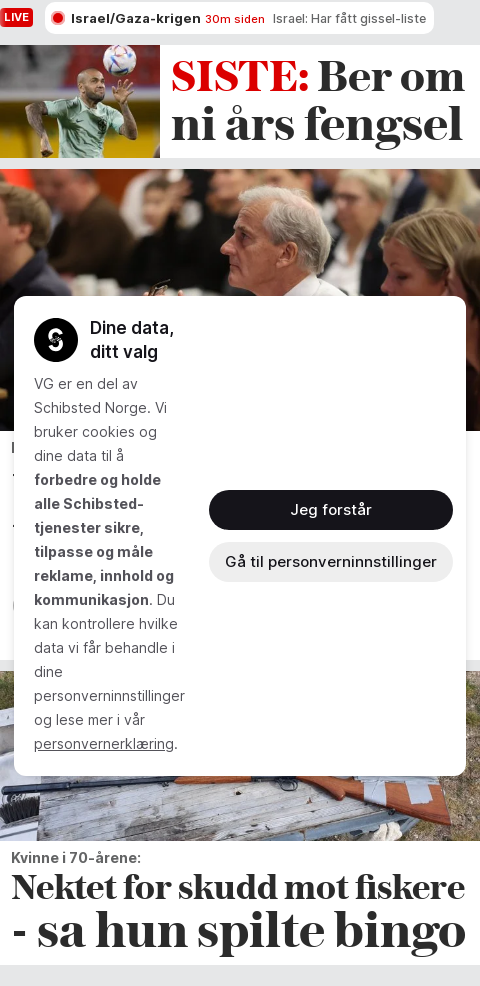 LIVE
Israel/Gaza-krigen 30m siden Israel: Har fått gissel-liste
SISTE: Ber om
ni års fengsel
Dine data,
ditt valg
VG er en del av
Schibsted Norge. Vi
bruker cookies og
dine data til å
forbedre og holde
alle Schibsted-
tjenester sikre,
tilpasse og måle
reklame, innhold og
kommunikasjon. Du
kan kontrollere hvilke
data vi får behandle i
dine
personverninnstillinger
og lese mer i vår
personvernerklæring.
Jeg forstår
Gå til personverninnstillinger
Kvinne i 70-årene:
Nektet for skudd mot fiskere
- sa hun spilte bingo